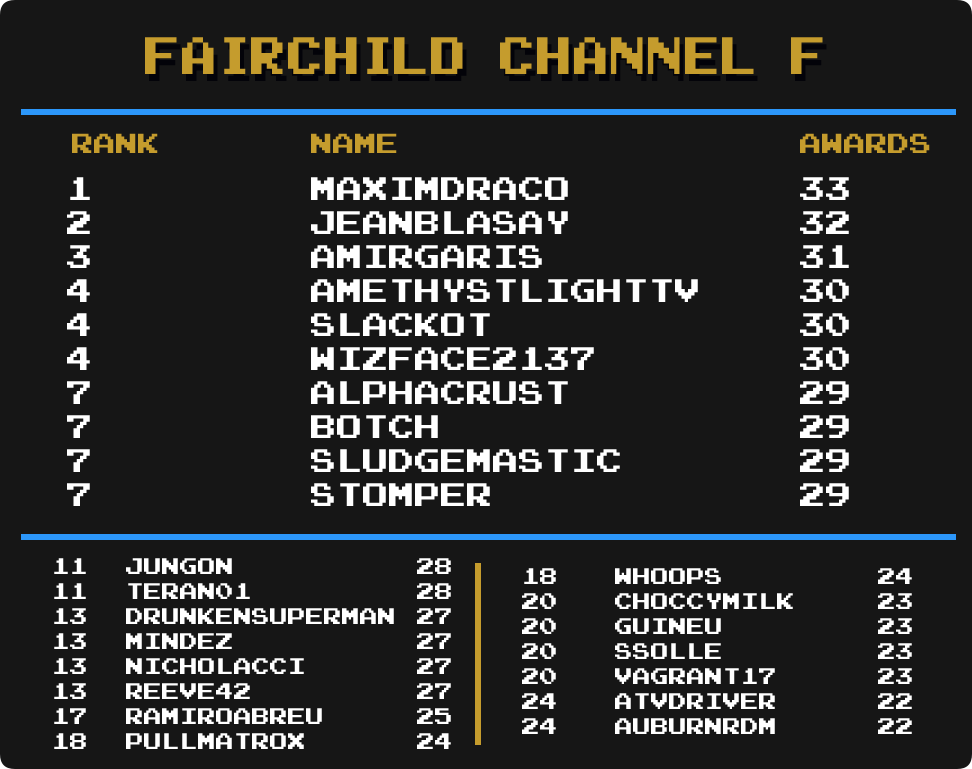 FAIRCHILD CHANNEL F
RANK NAME AWARDS
1 MAXIMDRACO 33
2 JEANBLASAY 32
3 AMIRGARIS 31
4 AMETHYSTLIGHTTV 30
4 SLACKOT 30
4 WIZFACE2137 30
7 ALPHACRUST 29
7 BOTCH 29
7 SLUDGEMASTIC 29
7 STOMPER 29
11 JUNGON 28
11 TERAN01 28
13 DRUNKENSUPERMAN 27
13 MINDEZ 27
13 NICHOLACCI 27
13 REEVE42 27
17 RAMIROABREU 25
18 PULLMATROX 24
18 WHOOPS 24
20 CHOCCYMILK 23
20 GUINEU 23
20 SSOLLE 23
20 VAGRANT17 23
24 ATVDRIVER 22
24 AUBURNRDM 22